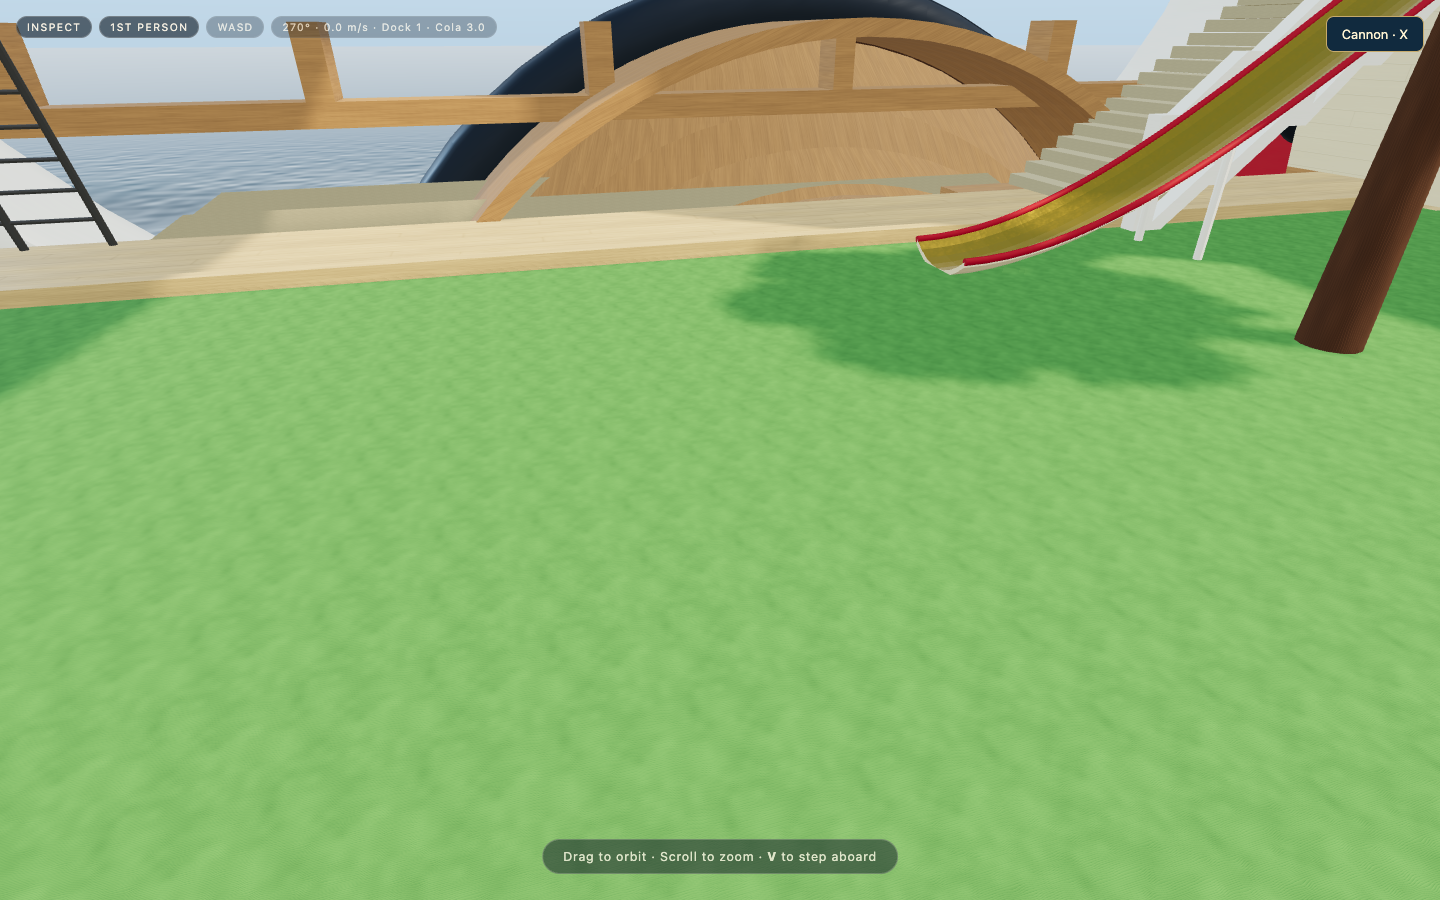 INSPECT
1ST PERSON
WASD
270° · 0.0 m/s · Dock 1 · Cola 3.0
Cannon · X
Drag to orbit · Scroll to zoom · V to step aboard